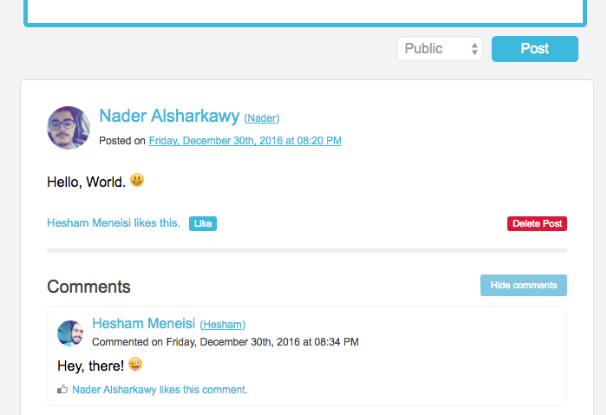 Public
Post
Nader Alsharkawy (Nader)
Posted on Friday, December 30th, 2016 at 08:20 PM
Hello, World. 😀
Hesham Meneisi likes this. Like
Delete Post
Comments
Hide comments
Hesham Meneisi (Hesham)
Commented on Friday, December 30th, 2016 at 08:34 PM
Hey, there! 😜
Nader Alsharkawy likes this comment.